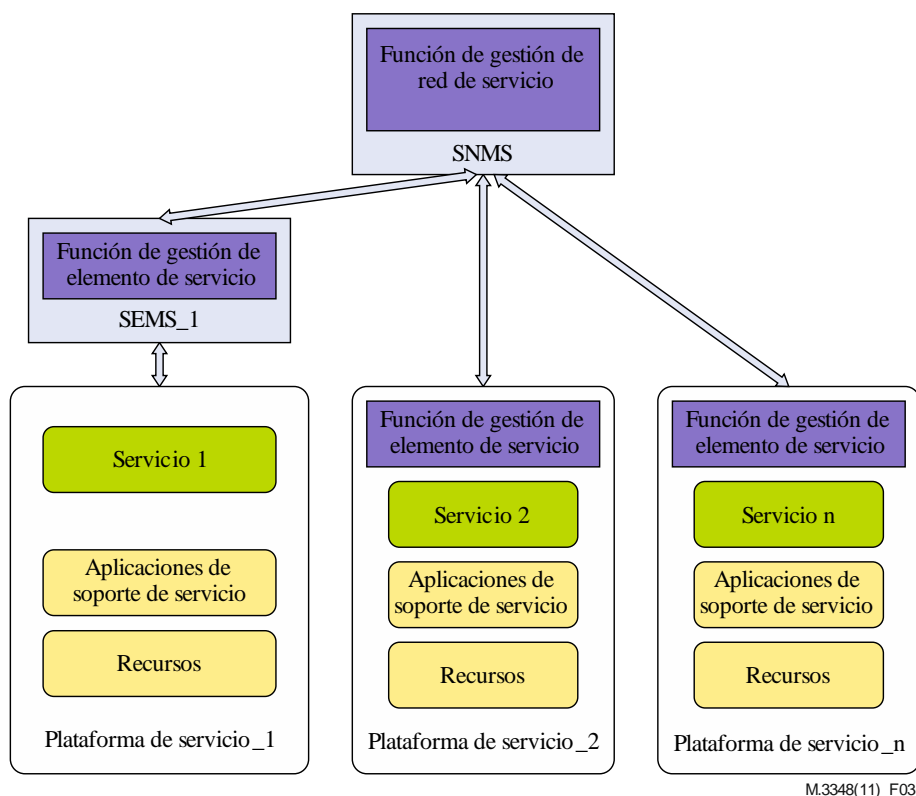 Función de gestión de
red de servicio
SNMS
Función de gestión de
elemento de servicio
SEMS_1
Servicio 1
Aplicaciones de
soporte de servicio
Recursos
Plataforma de servicio_1
Función de gestión de
elemento de servicio
Servicio 2
Aplicaciones de
soporte de servicio
Recursos
Plataforma de servicio_2
Función de gestión de
elemento de servicio
Servicio n
Aplicaciones de
soporte de servicio
Recursos
Plataforma de servicio_n
M.3348(11)_F03